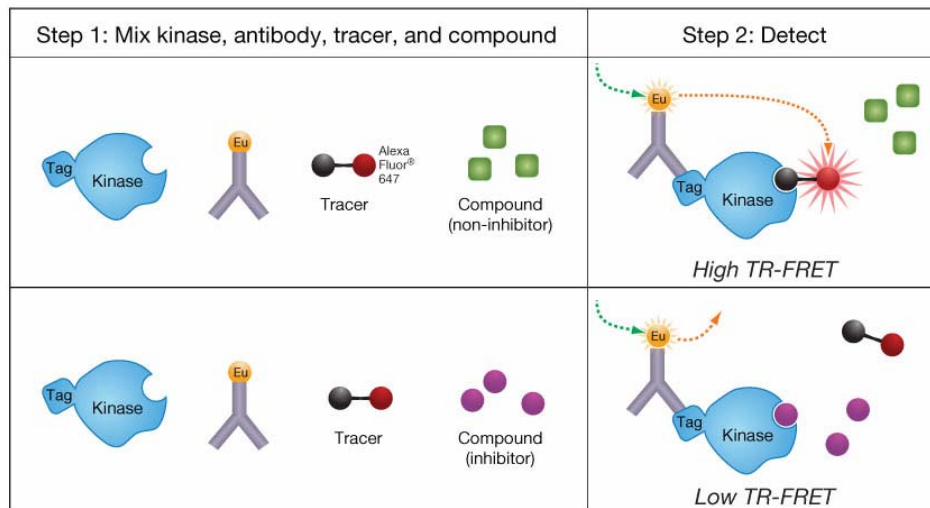 Step 1: Mix kinase, antibody, tracer, and compound
Step 2: Detect
Tag
Kinase
Eu
Alexa
Fluor®
647
Tracer
Compound
(non-inhibitor)
Eu
Tag
Kinase
High TR-FRET
Tag
Kinase
Eu
Tracer
Compound
(inhibitor)
Eu
Tag
Kinase
Low TR-FRET